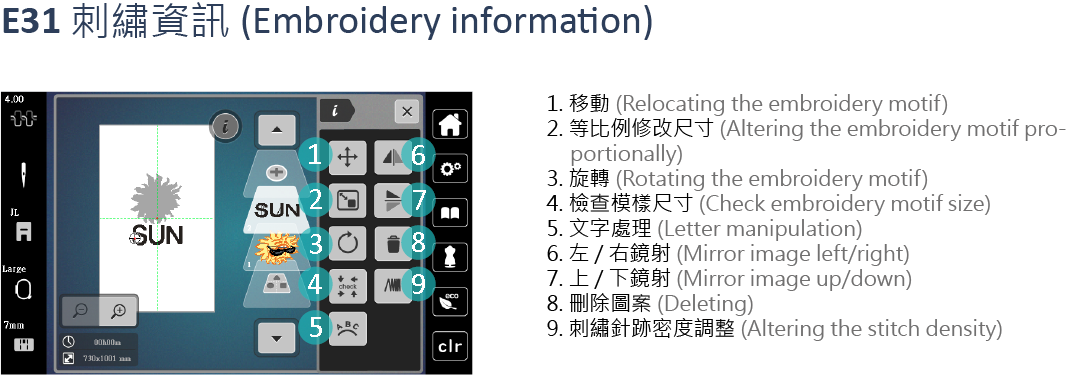 E31 刺繡資訊 (Embroidery information)
4.00
JL
Large
7mm
00h00m
730x1001 mm
i
SUN
SUN
1
i
1
2
3
4
5
6
7
8
9
check
ABC
eco
clr
1. 移動 (Relocating the embroidery motif)
2. 等比例修改尺寸 (Altering the embroidery motif pro-
portionally)
3. 旋轉 (Rotating the embroidery motif)
4. 檢查模樣尺寸 (Check embroidery motif size)
5. 文字處理 (Letter manipulation)
6. 左 / 右鏡射 (Mirror image left/right)
7. 上 / 下鏡射 (Mirror image up/down)
8. 刪除圖案 (Deleting)
9. 刺繡針跡密度調整 (Altering the stitch density)